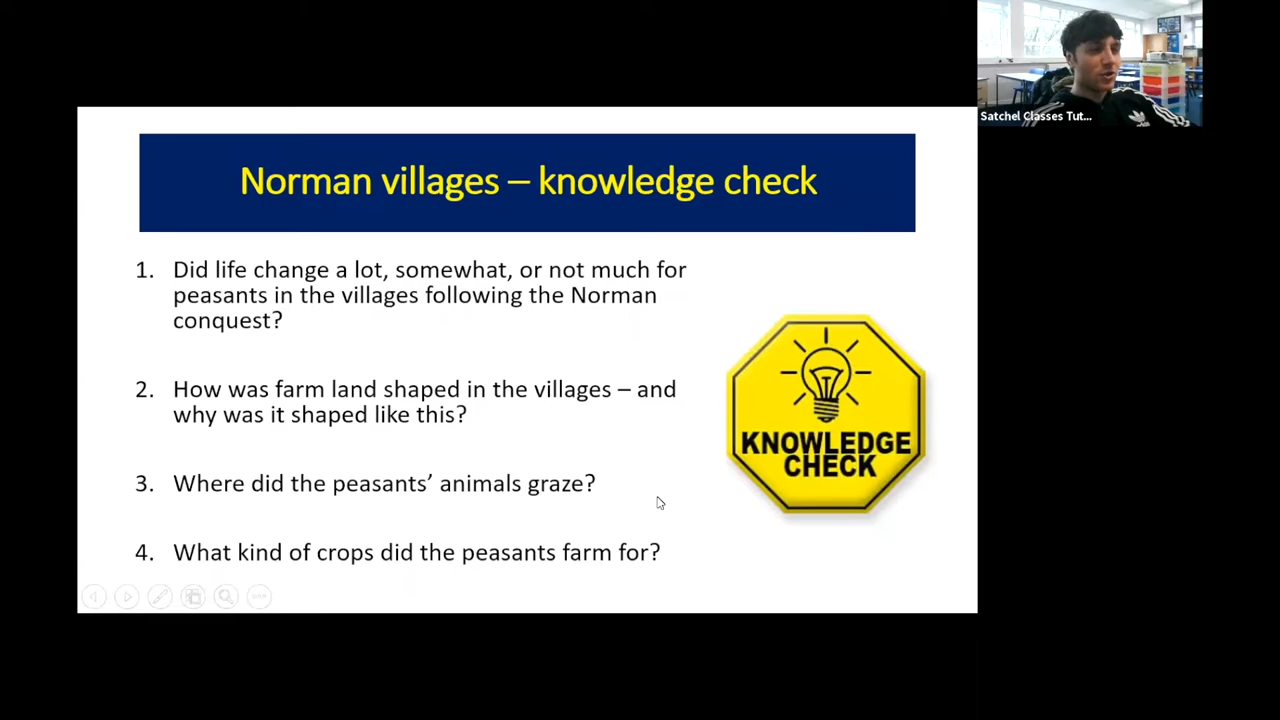 Satchel Classes Tut...
Norman villages – knowledge check
1. Did life change a lot, somewhat, or not much for
peasants in the villages following the Norman
conquest?
2. How was farm land shaped in the villages – and
why was it shaped like this?
3. Where did the peasants’ animals graze?
4. What kind of crops did the peasants farm for?
KNOWLEDGE
CHECK